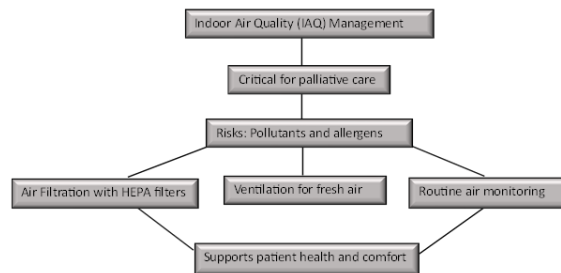 Indoor Air Quality (IAQ) Management
Critical for palliative care
Risks: Pollutants and allergens
Air Filtration with HEPA filters
Ventilation for fresh air
Routine air monitoring
Supports patient health and comfort